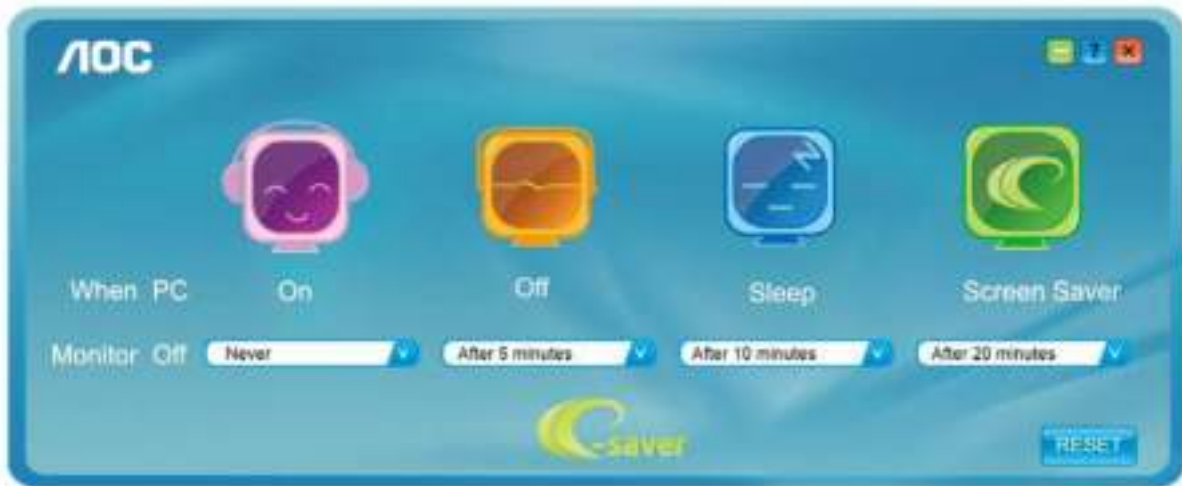 AOC
?
When PC On Off Sleep Screen Saver
Monitor Off Never After 5 minutes After 10 minutes After 20 minutes
e-saver
RESET